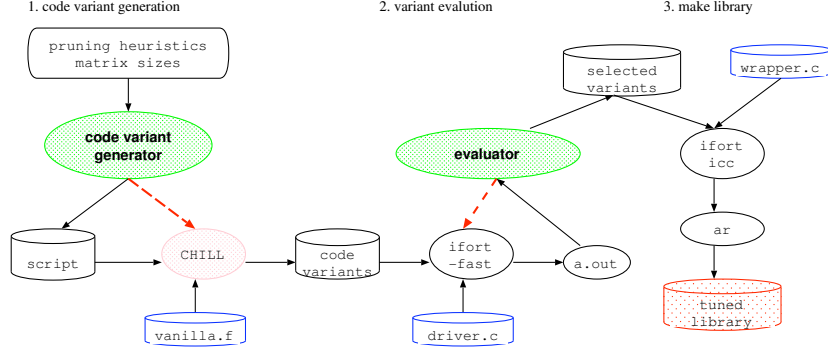 1. code variant generation
2. variant evalution
3. make library
pruning heuristics
matrix sizes
selected
variants
wrapper.c
code variant
generator
evaluator
ifort
icc
ar
script
CHILL
code
variants
ifort
-fast
a.out
tuned
library
vanilla.f
driver.c